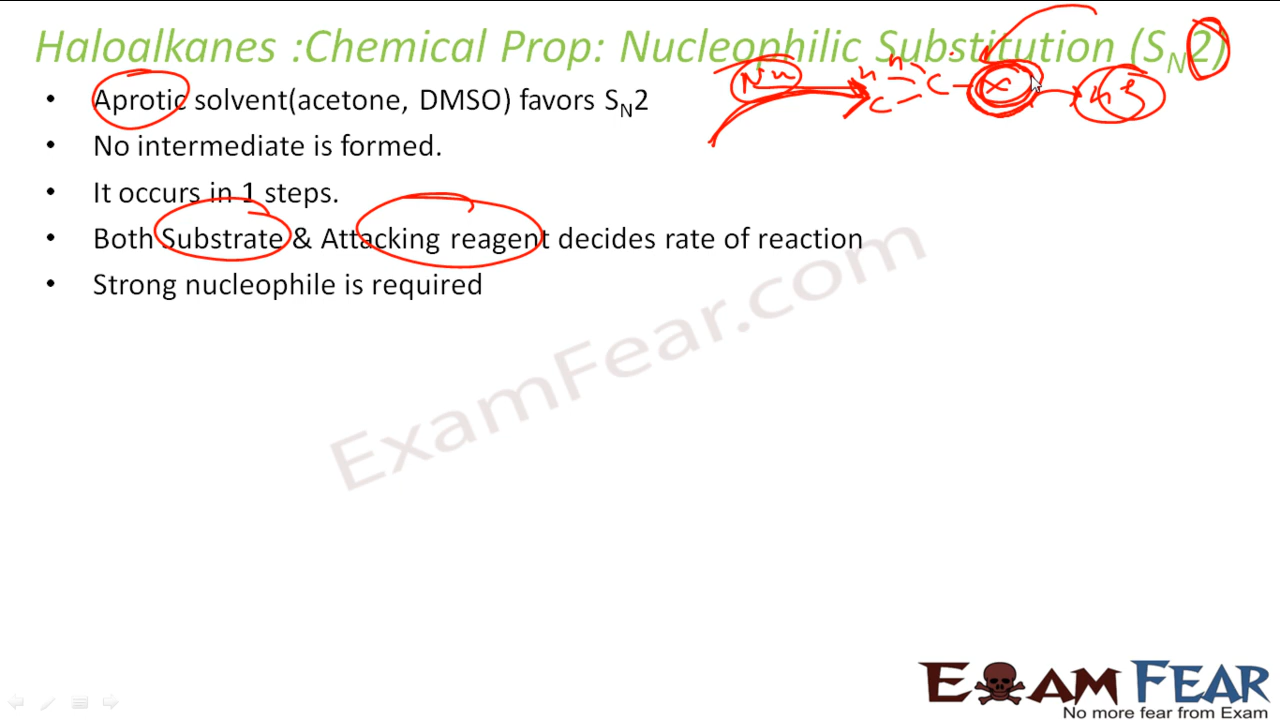 Haloalkanes :Chemical Prop: Nucleophilic Substitution (SN2)
Nu
H H
C C X
• Aprotic solvent(acetone, DMSO) favors SN2
• No intermediate is formed.
• It occurs in 1 steps.
• Both Substrate & Attacking reagent decides rate of reaction
• Strong nucleophile is required
ExamFear.com
EXAM FEAR
No more fear from Exam